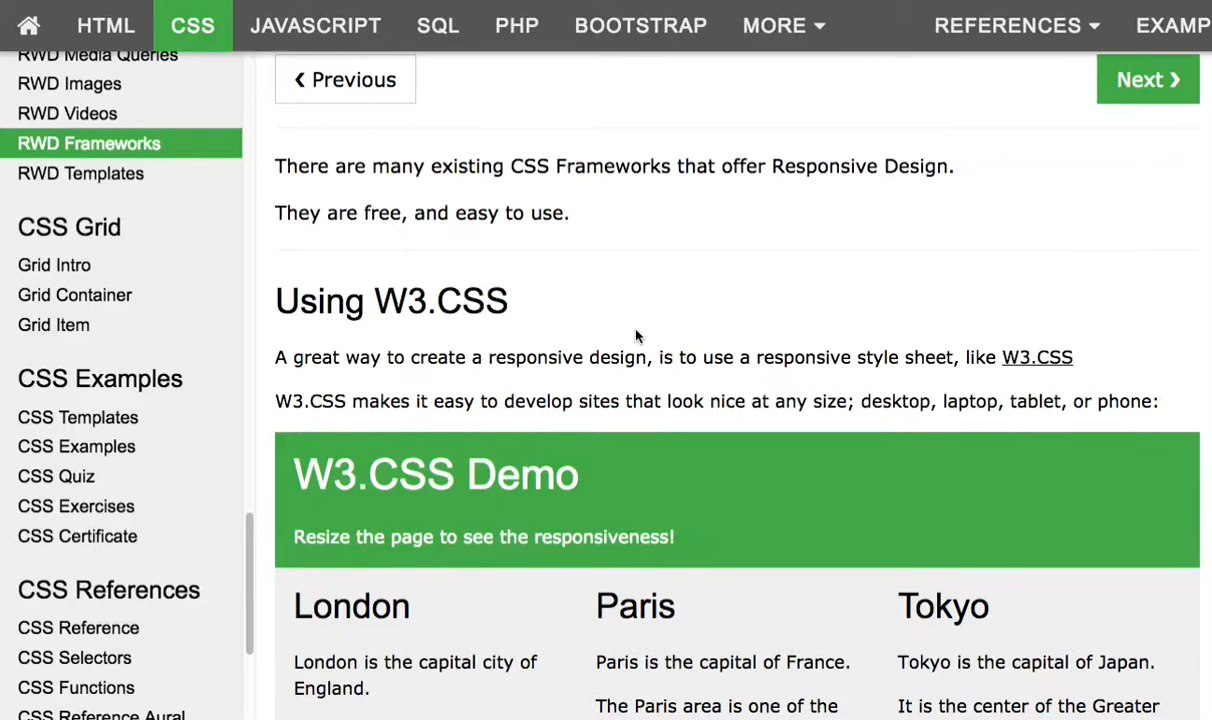 HTML CSS JAVASCRIPT SQL PHP BOOTSTRAP MORE REFERENCES EXAMP
RWD Media Queries
RWD Images
RWD Videos
RWD Frameworks
RWD Templates
CSS Grid
Grid Intro
Grid Container
Grid Item
CSS Examples
CSS Templates
CSS Examples
CSS Quiz
CSS Exercises
CSS Certificate
CSS References
CSS Reference
CSS Selectors
CSS Functions
CSS Reference Aural
❮ Previous
Next ❯
There are many existing CSS Frameworks that offer Responsive Design.
They are free, and easy to use.
Using W3.CSS
A great way to create a responsive design, is to use a responsive style sheet, like W3.CSS
W3.CSS makes it easy to develop sites that look nice at any size; desktop, laptop, tablet, or phone:
W3.CSS Demo
Resize the page to see the responsiveness!
London
London is the capital city of
England.
Paris
Paris is the capital of France.
The Paris area is one of the
Tokyo
Tokyo is the capital of Japan.
It is the center of the Greater